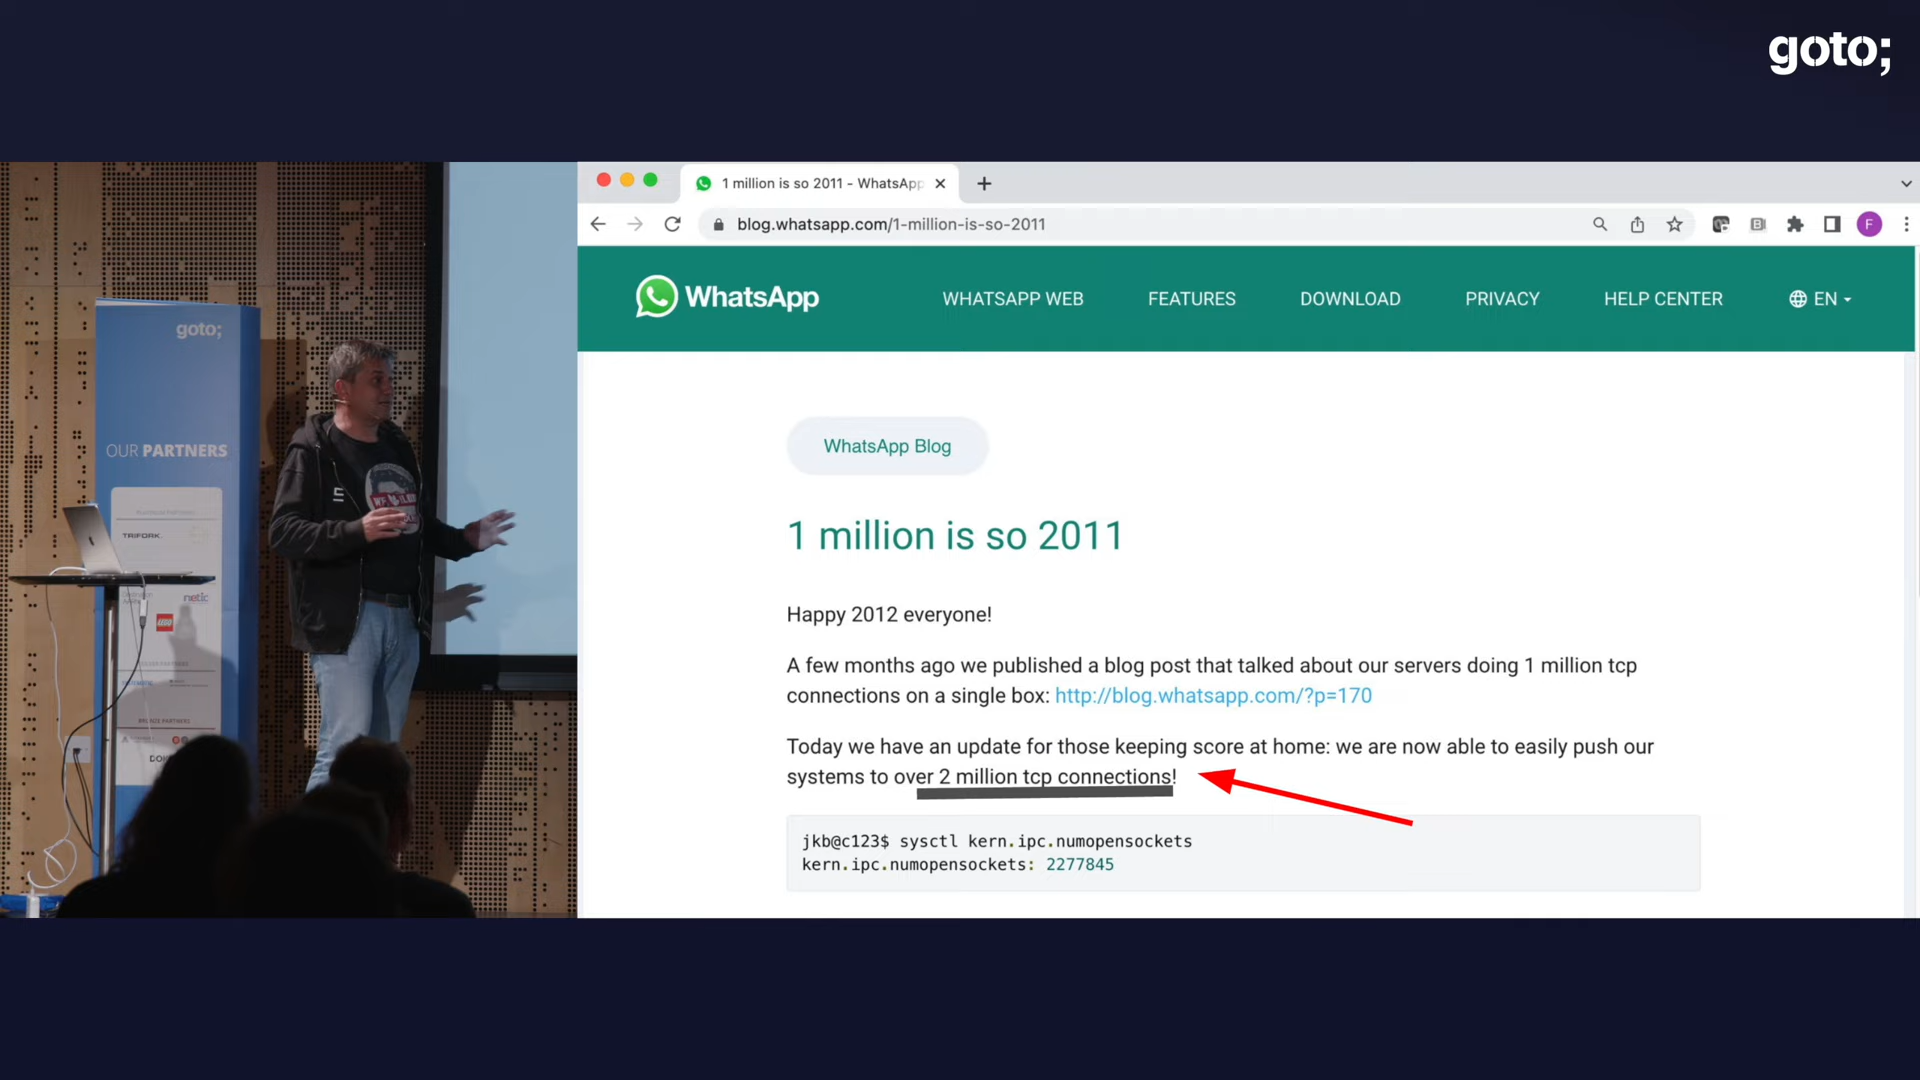 goto;
goto;
OUR PARTNERS
TRIFORK
netic
LEGO
1 million is so 2011 - WhatsApp
blog.whatsapp.com/1-million-is-so-2011
F
WhatsApp
WHATSAPP WEB
FEATURES
DOWNLOAD
PRIVACY
HELP CENTER
EN
WhatsApp Blog
1 million is so 2011
Happy 2012 everyone!
A few months ago we published a blog post that talked about our servers doing 1 million tcp
connections on a single box: http://blog.whatsapp.com/?p=170
Today we have an update for those keeping score at home: we are now able to easily push our
systems to over 2 million tcp connections!
jkb@c123$ sysctl kern.ipc.numopensockets
kern.ipc.numopensockets: 2277845